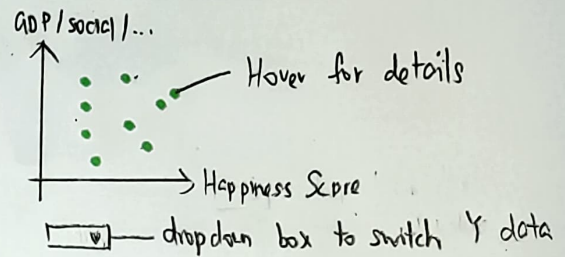 GDP/social/...
Hover for details
Happiness Score
dropdown box to switch Y data